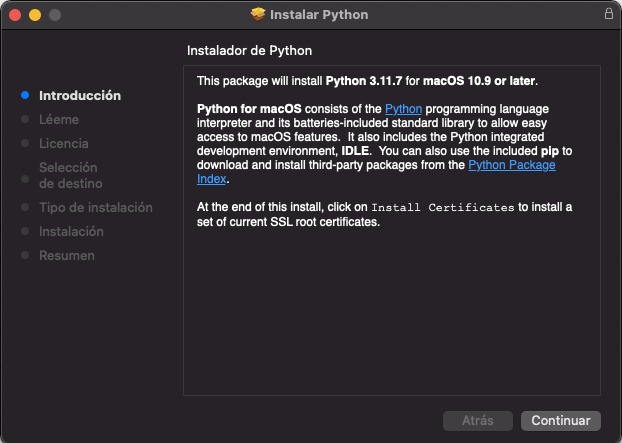 Instalar Python
Instalador de Python
Introducción
Léeme
Licencia
Selección
de destino
Tipo de instalación
Instalación
Resumen
This package will install Python 3.11.7 for macOS 10.9 or later.
Python for macOS consists of the Python programming language
interpreter and its batteries-included standard library to allow easy
access to macOS features. It also includes the Python integrated
development environment, IDLE. You can also use the included pip to
download and install third-party packages from the Python Package
Index.
At the end of this install, click on Install Certificates to install a
set of current SSL root certificates.
Atrás
Continuar